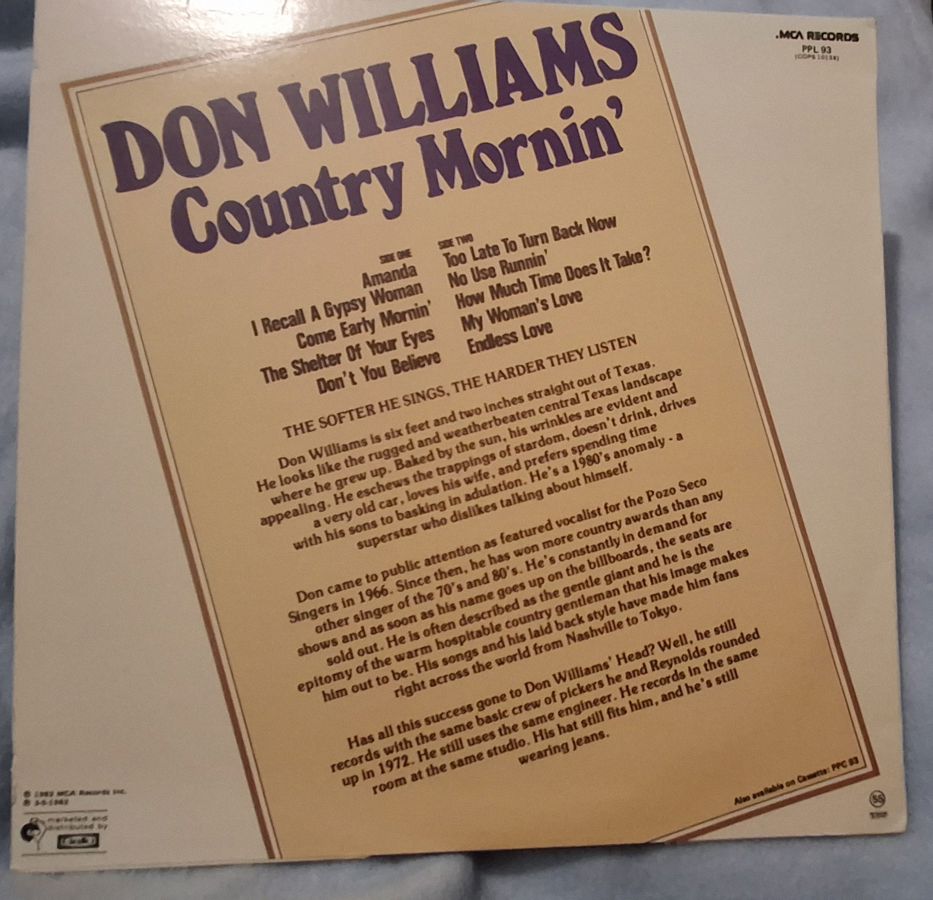 .MCA RECORDS
PPL 93
DON WILLIAMS
Country Mornin'
SIDE ONE
Amanda
I Recall A Gypsy Woman
Come Early Mornin'
The Shelter Of Your Eyes
Don't You Believe
SIDE TWO
Too Late To Turn Back Now
No Use Runnin'
How Much Time Does It Take?
My Woman's Love
Endless Love
THE SOFTER HE SINGS, THE HARDER THEY LISTEN
Don Williams is six feet and two inches straight out of Texas.
He looks like the rugged and weatherbeaten central Texas landscape
where he grew up. Baked by the sun, his wrinkles are evident and
appealing. He eschews the trappings of stardom, doesn't drink, drives
a very old car, loves his wife, and prefers spending time
with his sons to basking in adulation. He's a 1980's anomaly - a
superstar who dislikes talking about himself.
Don came to public attention as featured vocalist for the Pozo Seco
Singers in 1966. Since then, he has won more country awards than any
other singer of the 70's and 80's. He's constantly in demand for
shows and as soon as his name goes up on the billboards, the seats are
sold out. He is often described as the gentle giant and he is the
epitomy of the warm hospitable country gentleman that his image makes
him out to be. His songs and his laid back style have made him fans
right across the world from Nashville to Tokyo.
Has all this success gone to Don Williams' Head? Well, he still
records with the same basic crew of pickers he and Reynolds rounded
up in 1972. He still uses the same engineer. He records in the same
room at the same studio. His hat still fits him, and he's still
wearing jeans.
Also available on Cassette: PPC 93
© 1982 MCA Records Inc.
marketed and
distributed by